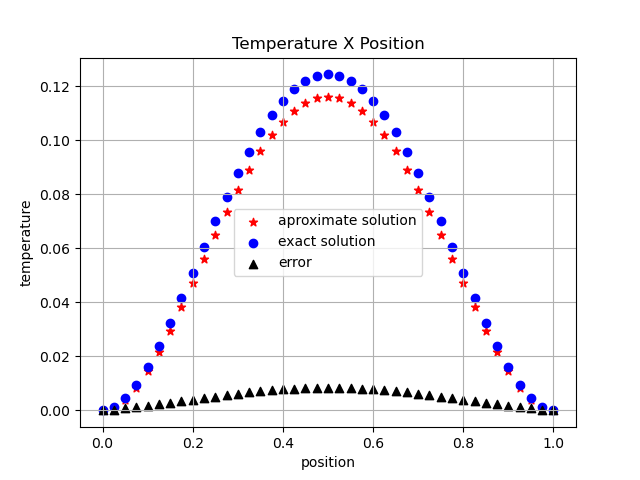 Temperature X Position
temperature
0.12
0.10
0.08
0.06
0.04
0.02
0.00
aproximate solution
exact solution
error
0.0 0.2 0.4 0.6 0.8 1.0
position